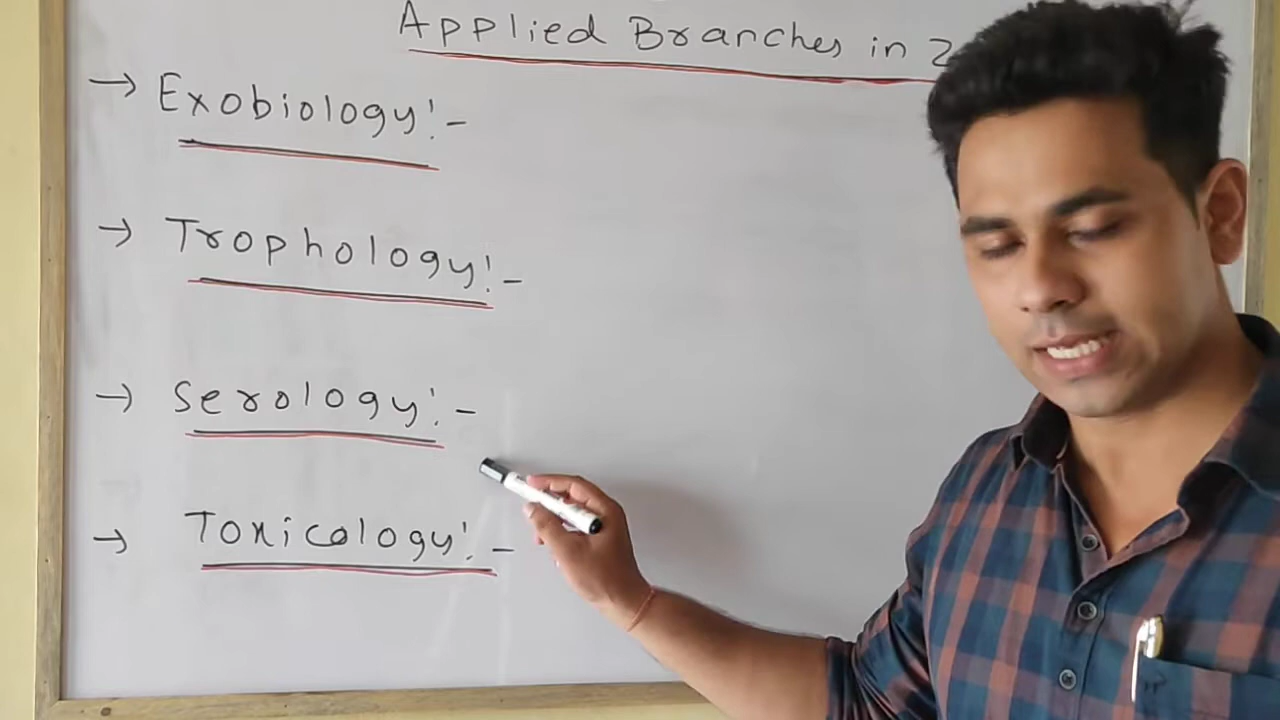 Applied Branches in
→ Exobiology:-
→ Trophology:-
→ Serology:-
→ Toxicology:-